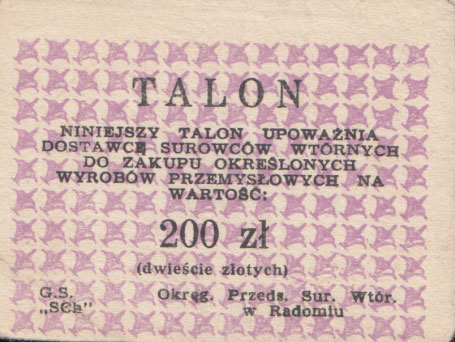 TALON
NINIEJSZY TALON UPOWAŻNIA
DOSTAWCĘ SUROWCÓW WTÓRNYCH
DO ZAKUPU OKREŚLONYCH
WYROBÓW PRZEMYSŁOWYCH NA
WARTOŚĆ:
200 zł
(dwieście złotych)
G.S. Okręg. Przeds. Sur. Wtór.
„SCh” w Radomiu